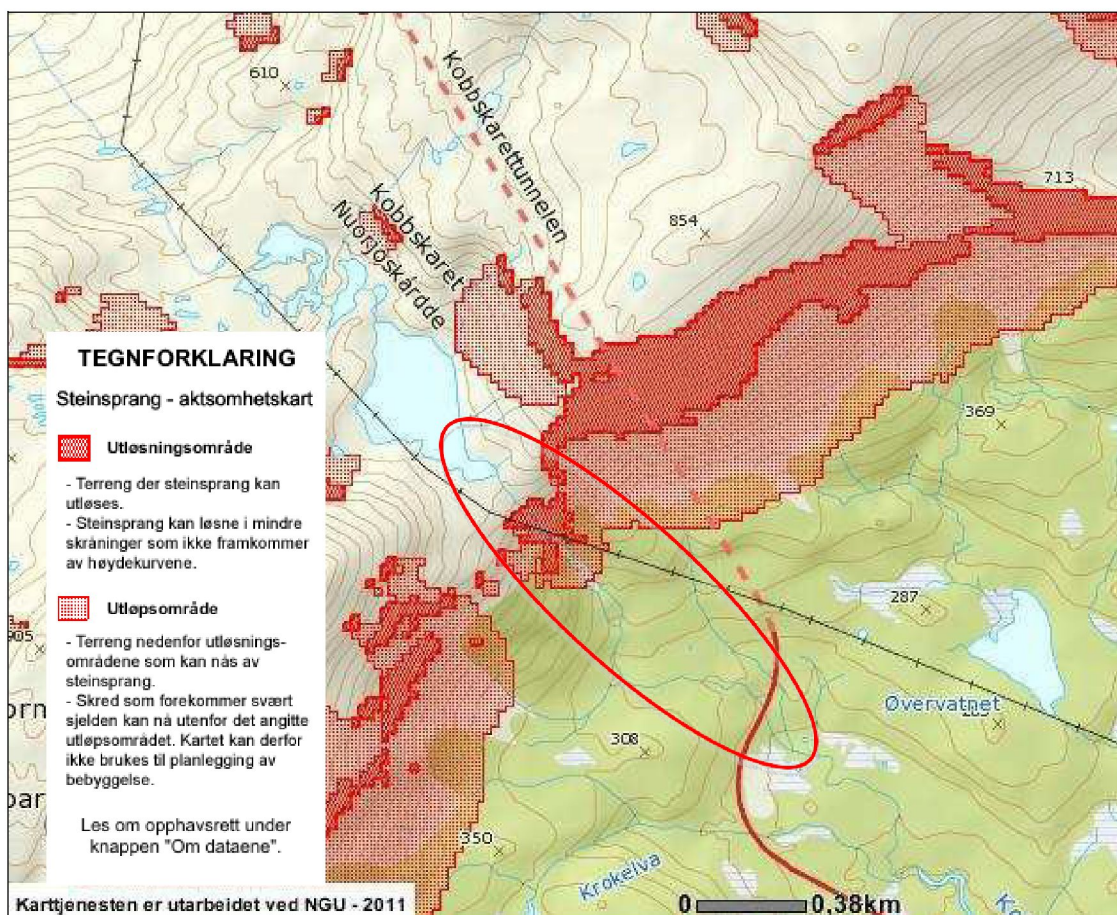 610
Kobbskarettunnelen
Kobbskaret
Nuorjoskårdde
854
713
TEGNFORKLARING
Steinsprang - aktsomhetskart
Utløsningsområde
- Terreng der steinsprang kan
utløses.
- Steinsprang kan løsne i mindre
skråninger som ikke framkommer
av høydekurvene.
Utløpsområde
- Terreng nedenfor utløsnings-
områdene som kan nås av
steinsprang.
- Skred som forekommer svært
sjelden kan nå utenfor det angitte
utløpsområdet. Kartet kan derfor
ikke brukes til planlegging av
bebyggelse.
Les om opphavsrett under
knappen "Om dataene".
369
287
Øvervatnet
308
350
Krokelva
Karttjenesten er utarbeidet ved NGU - 2011
0 0,38km